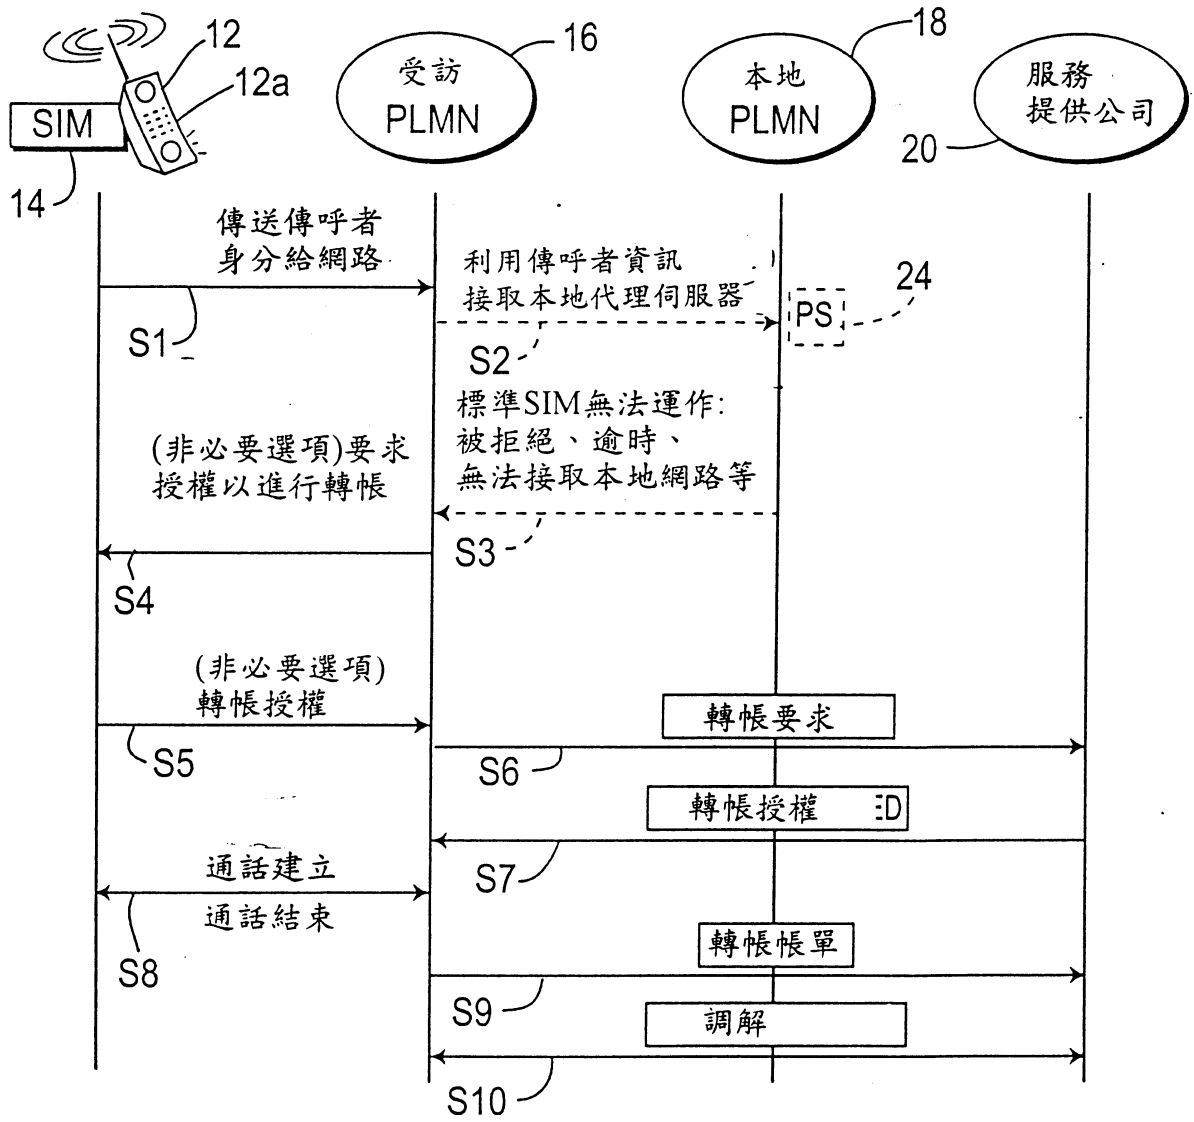 12
12a
SIM
14
受訪
PLMN
16
本地
PLMN
18
服務
提供公司
20
傳送傳呼者
身分給網路
S1
利用傳呼者資訊
接取本地代理伺服器
S2
PS
24
標準SIM無法運作:
被拒絕、逾時、
無法接取本地網路等
S3
(非必要選項)要求
授權以進行轉帳
S4
(非必要選項)
轉帳授權
S5
轉帳要求
S6
轉帳授權
S7
通話建立
通話結束
S8
轉帳帳單
S9
調解
S10